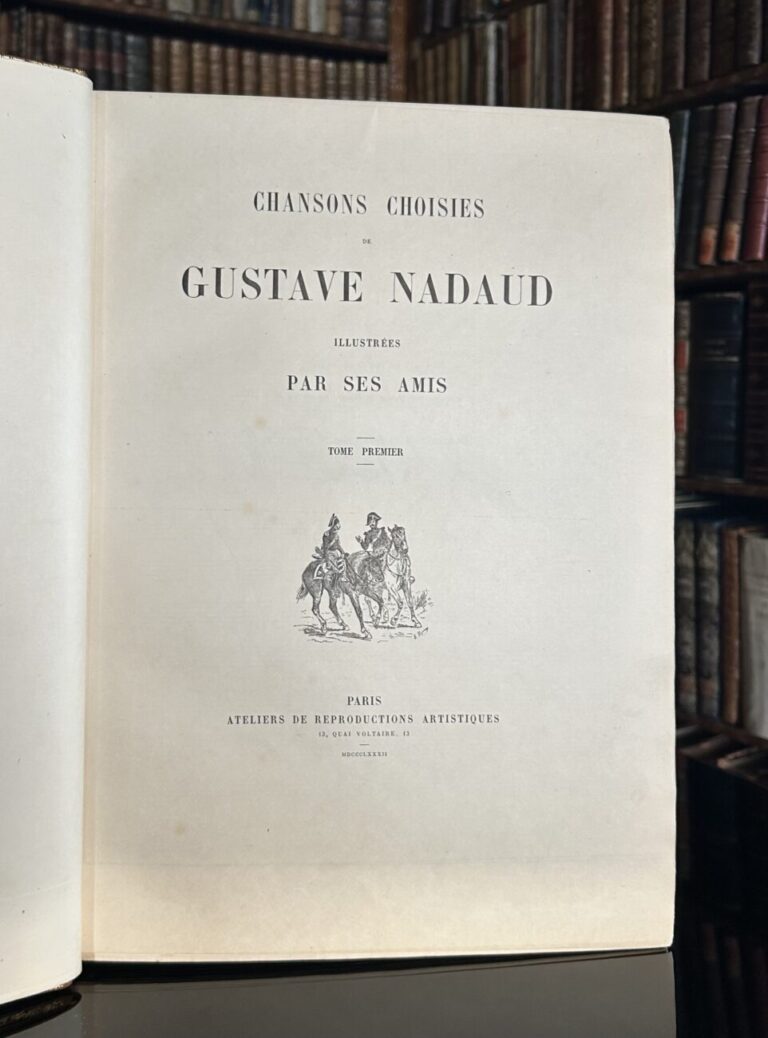 CHANSONS CHOISIES
DE
GUSTAVE NADAUD
ILLUSTRÉES
PAR SES AMIS
TOME PREMIER
PARIS
ATELIERS DE REPRODUCTIONS ARTISTIQUES
13, QUAI VOLTAIRE, 13
MDCCCLXXXII